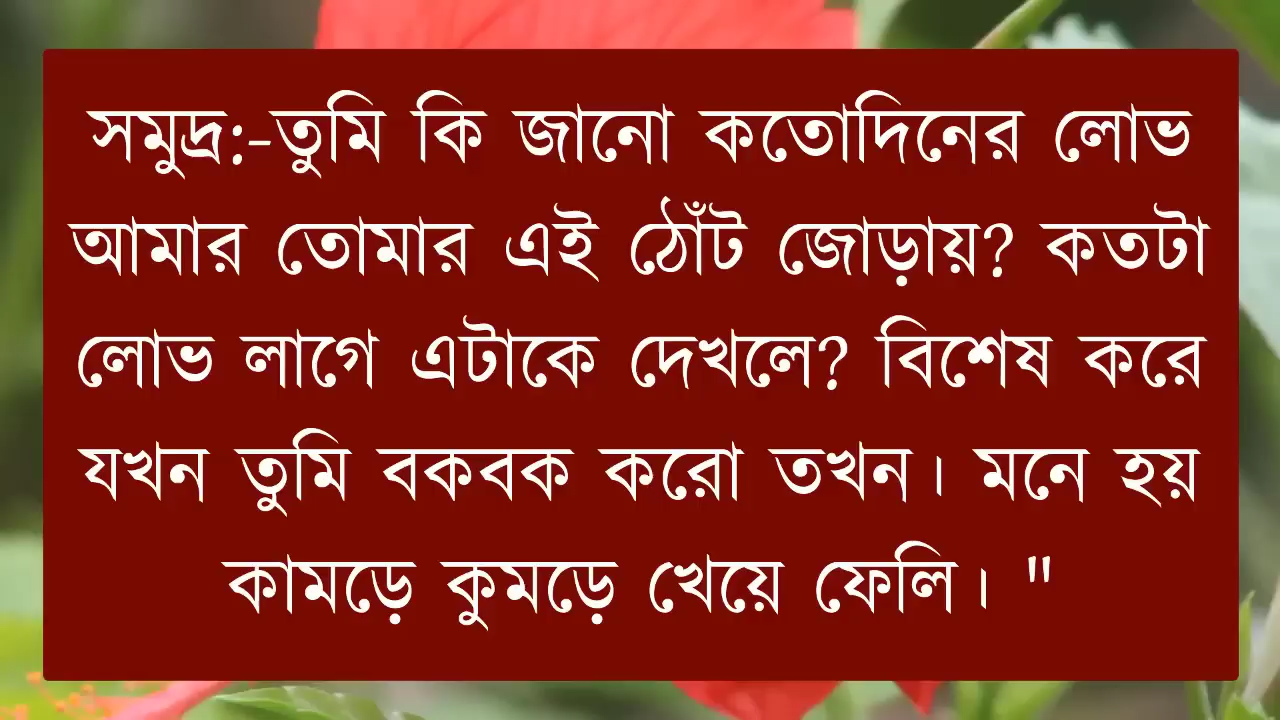 সমুদ্র:-তুমি কি জানো কতোদিনের লোভ
আমার তোমার এই ঠোঁট জোড়ায়? কতটা
লোভ লাগে এটাকে দেখলে? বিশেষ করে
যখন তুমি বকবক করো তখন। মনে হয়
কামড়ে কুমড়ে খেয়ে ফেলি। "